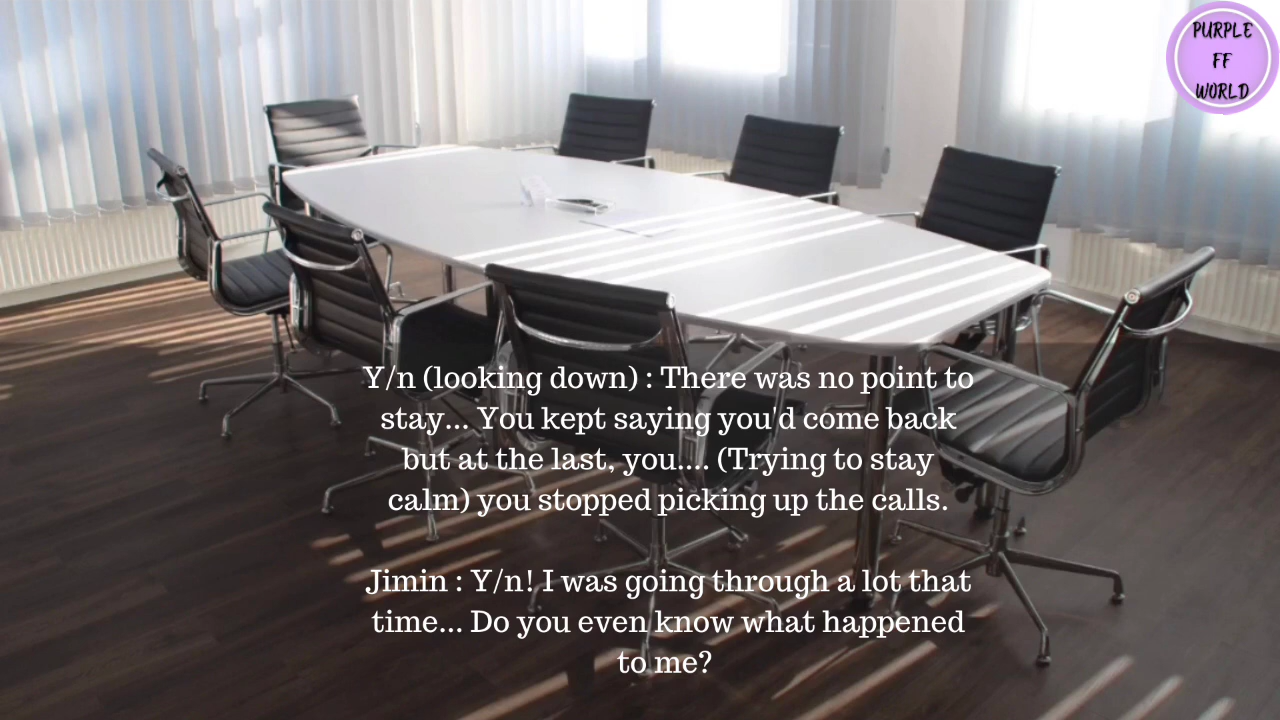 PURPLE
FF
WORLD
Y/n (looking down) : There was no point to
stay... You kept saying you'd come back
but at the last, you.... (Trying to stay
calm) you stopped picking up the calls.
Jimin : Y/n! I was going through a lot that
time... Do you even know what happened
to me?